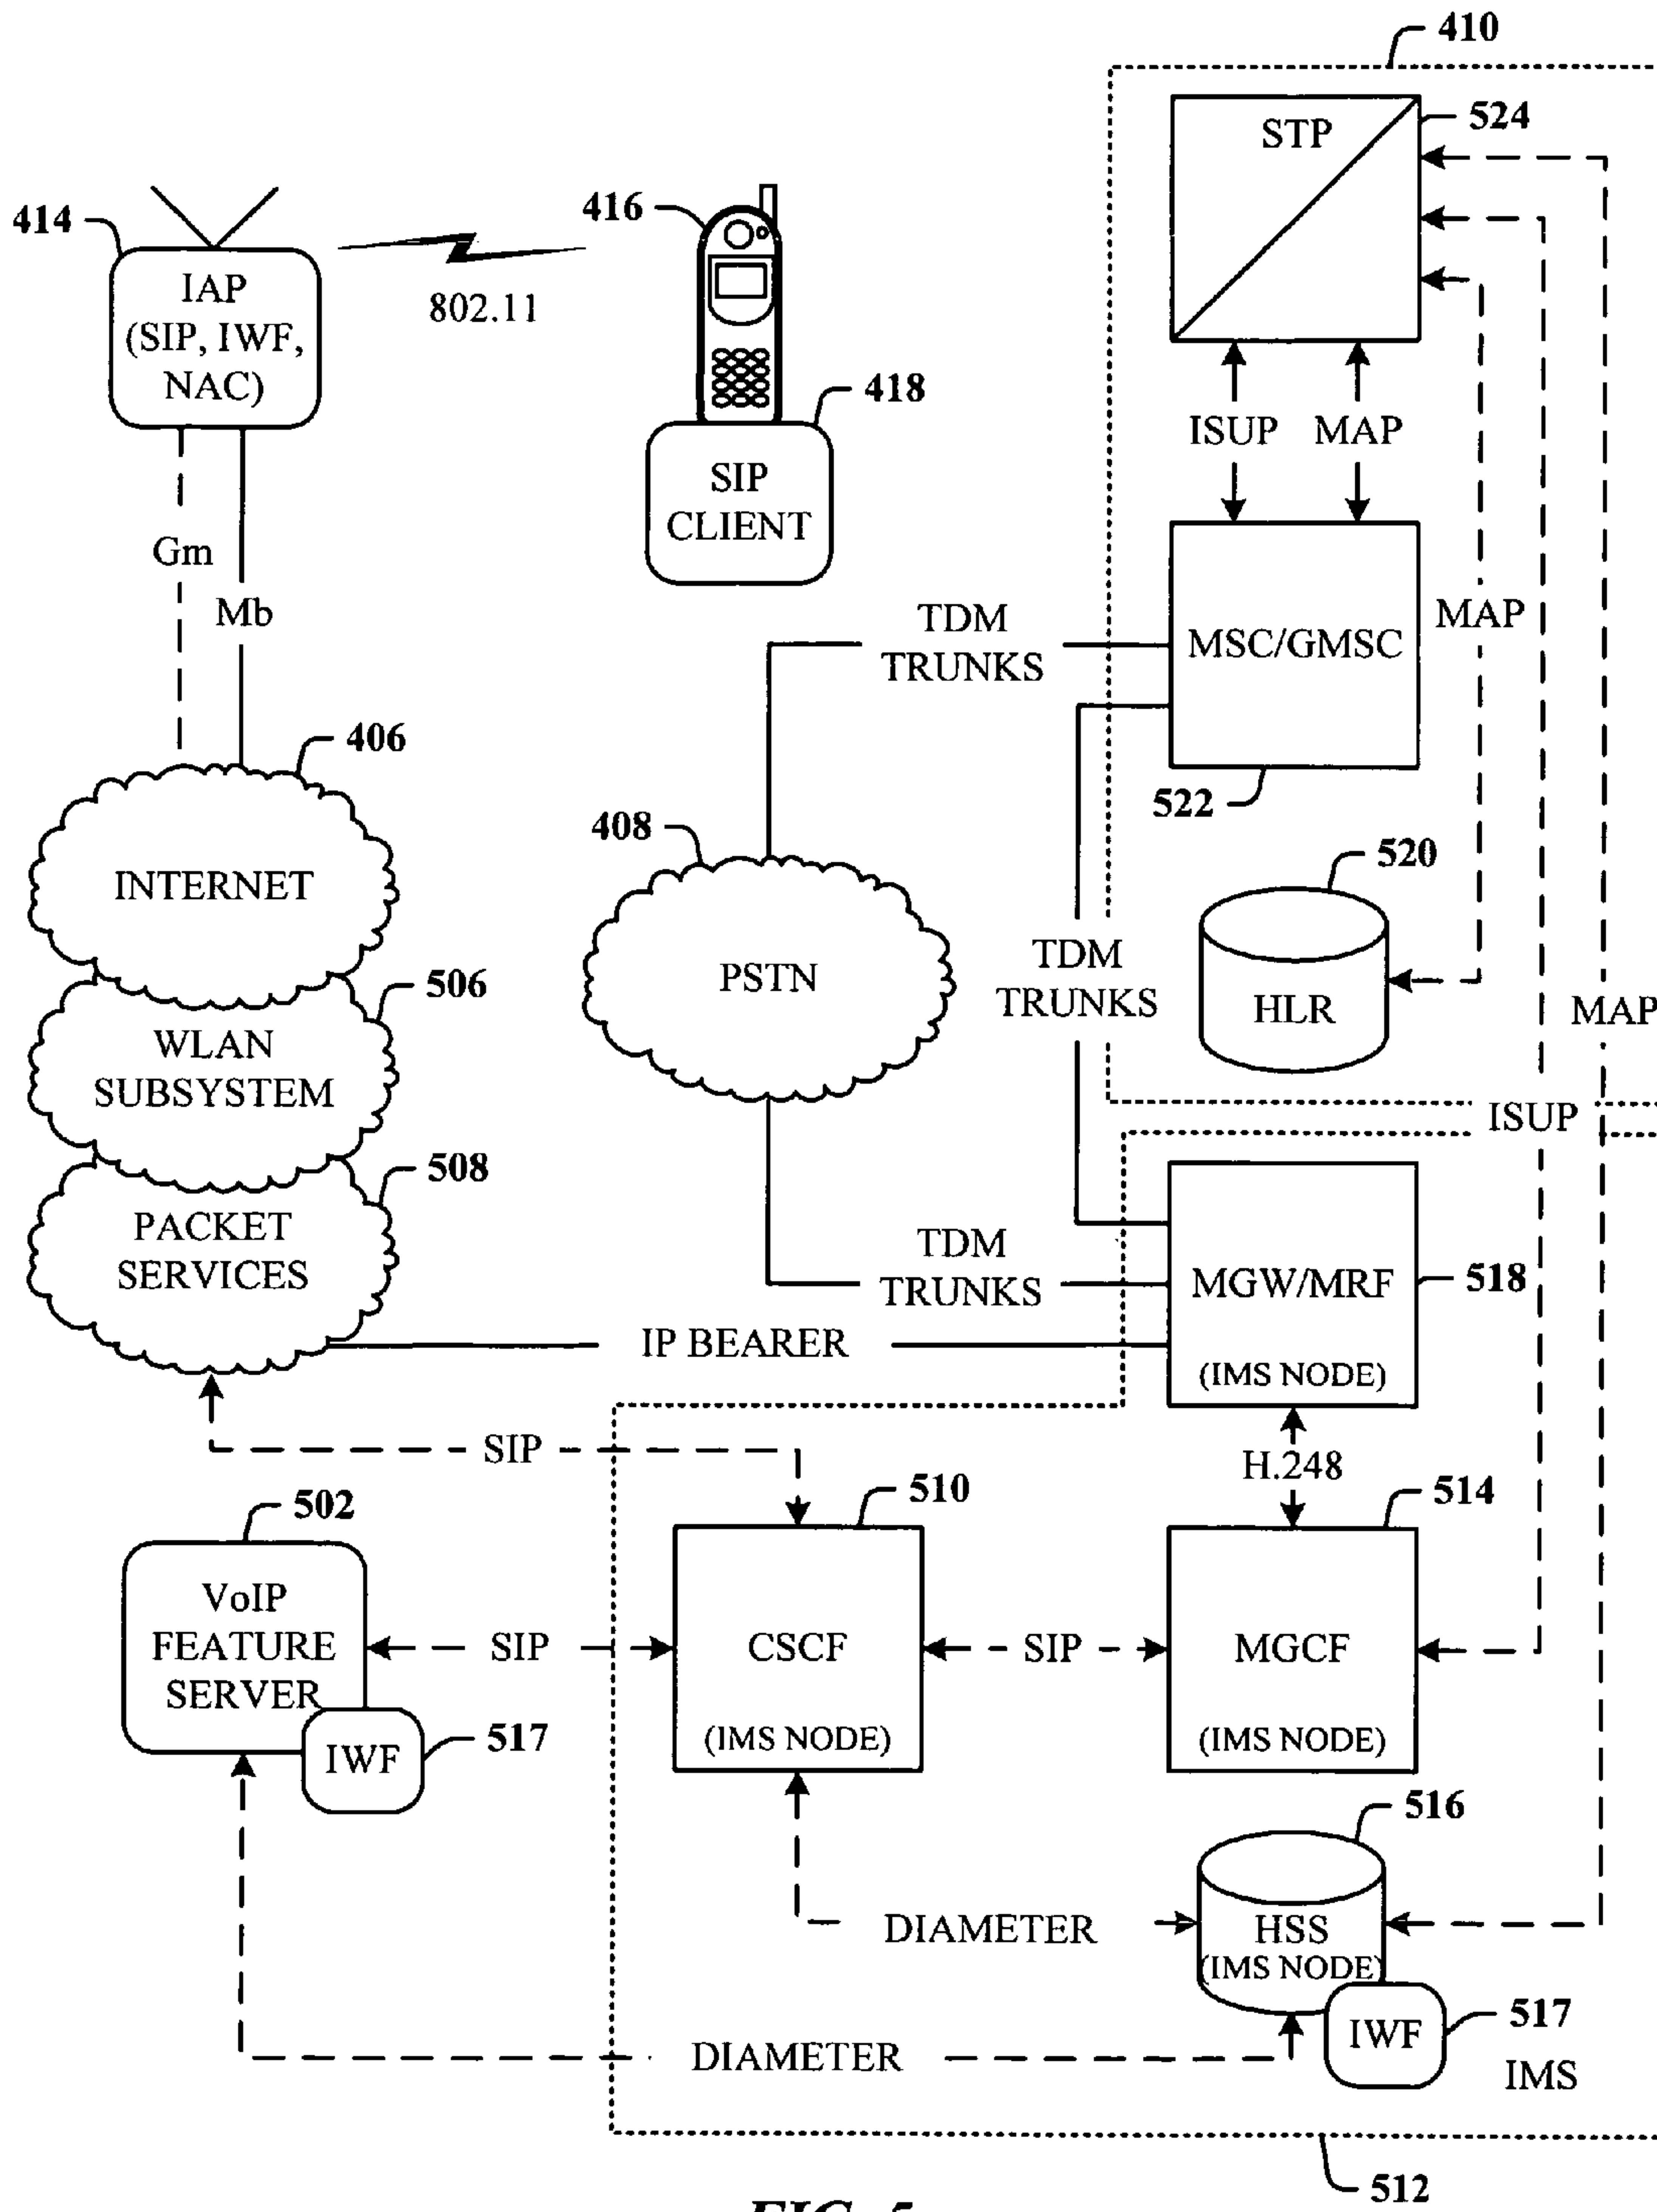 410
STP
524
414
416
IAP
(SIP, IWF,
NAC)
802.11
418
SIP
CLIENT
ISUP
MAP
Gm
Mb
TDM
TRUNKS
MSC/GMSC
MAP
522
406
408
520
INTERNET
PSTN
TDM
TRUNKS
HLR
MAP
506
WLAN
SUBSYSTEM
ISUP
508
PACKET
SERVICES
TDM
TRUNKS
MGW/MRF
(IMS NODE)
518
IP BEARER
SIP
H.248
510
514
502
VoIP
FEATURE
SERVER
IWF
517
SIP
CSCF
(IMS NODE)
SIP
MGCF
(IMS NODE)
516
DIAMETER
HSS
(IMS NODE)
IWF
517
DIAMETER
IMS
512
FIG. 5